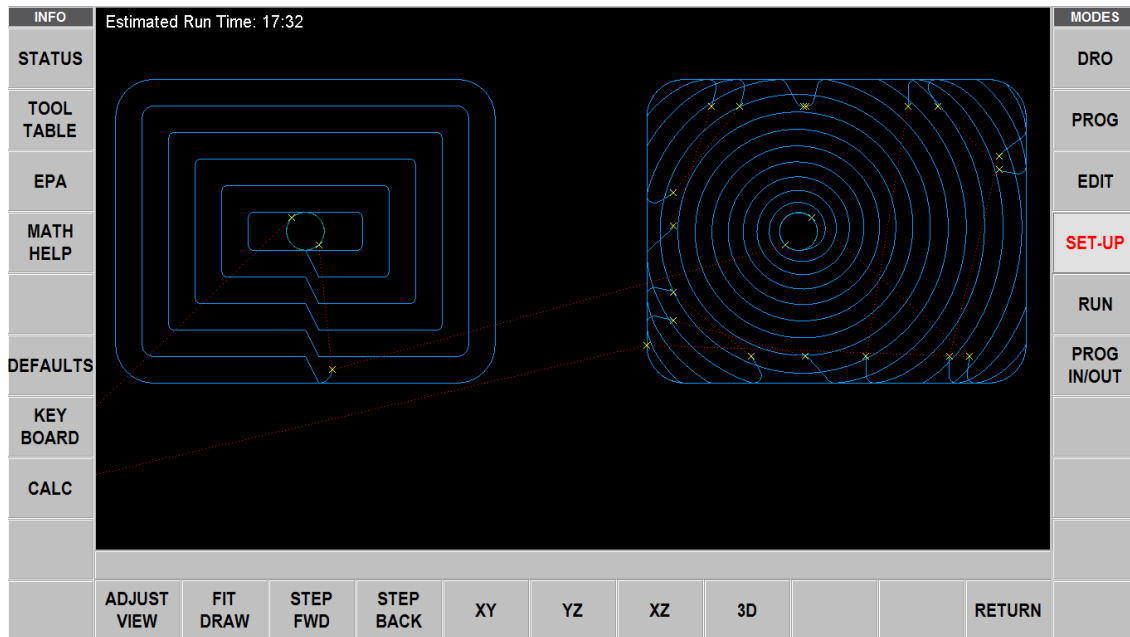 INFO
Estimated Run Time: 17:32
MODES
STATUS
DRO
TOOL
TABLE
PROG
EPA
EDIT
MATH
HELP
SET-UP
RUN
DEFAULTS
PROG
IN/OUT
KEY
BOARD
CALC
ADJUST
VIEW
FIT
DRAW
STEP
FWD
STEP
BACK
XY
YZ
XZ
3D
RETURN